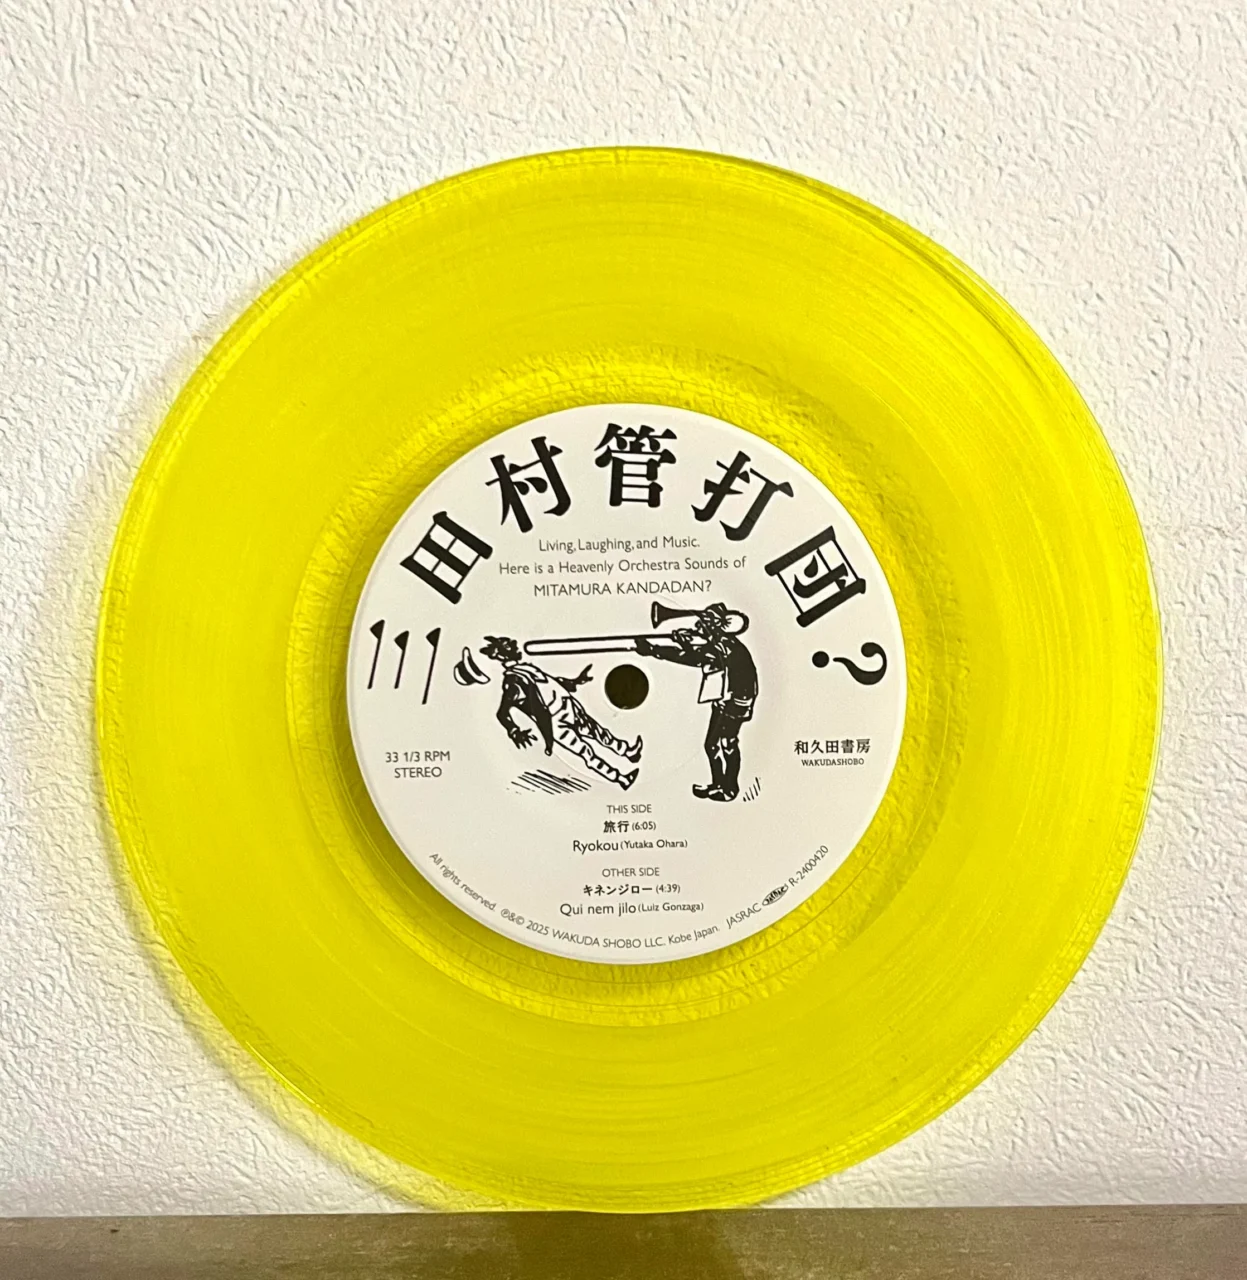 三田村管打団?
Living, Laughing, and Music.
Here is a Heavenly Orchestra Sounds of
MITAMURA KANDADAN?
33 1/3 RPM
STEREO
和久田書房
WAKUDASHOBO
THIS SIDE
旅行 (6:05)
Ryokou (Yutaka Ohara)
OTHER SIDE
キネンジロー (4:39)
Qui nem jilo (Luiz Gonzaga)
All rights reserved. ℗&© 2025 WAKUDA SHOBO LLC. Kobe Japan. JASRAC R-2400420